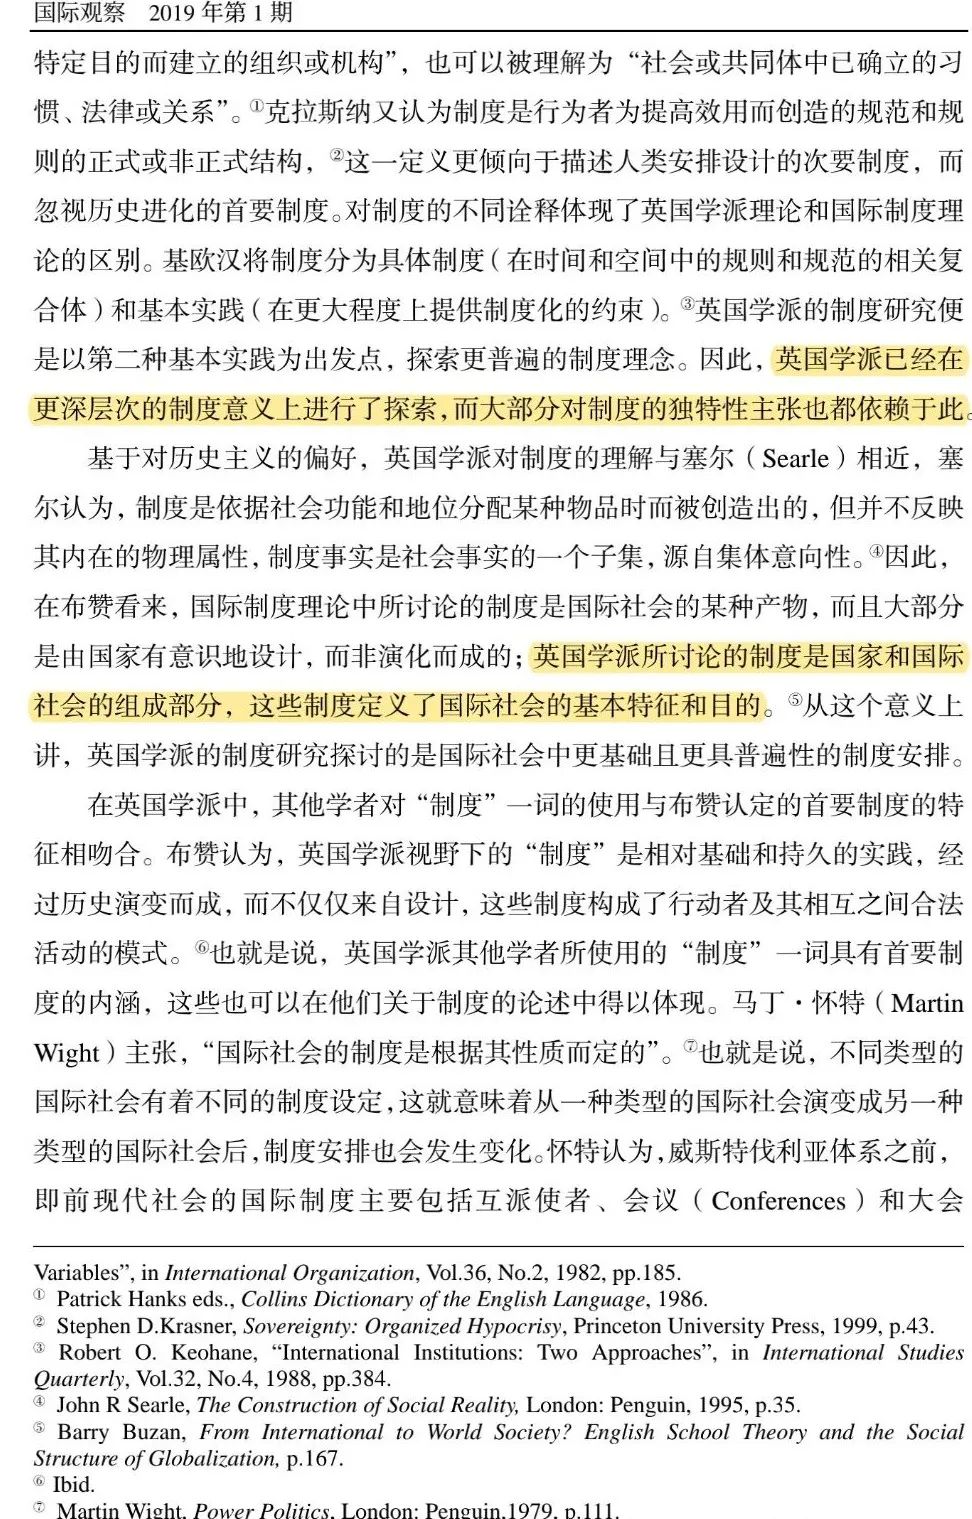 国际观察 2019 年第 1 期
特定目的而建立的组织或机构”，也可以被理解为“社会或共同体中已确立的习
惯、法律或关系”。①克拉斯纳又认为制度是行为者为提高效用而创造的规范和规
则的正式或非正式结构，②这一定义更倾向于描述人类安排设计的次要制度，而
忽视历史进化的首要制度。对制度的不同诠释体现了英国学派理论和国际制度理
论的区别。基欧汉将制度分为具体制度（在时间和空间中的规则和规范的相关复
合体）和基本实践（在更大程度上提供制度化的约束）。③英国学派的制度研究便
是以第二种基本实践为出发点，探索更普遍的制度理念。因此，英国学派已经在
更深层次的制度意义上进行了探索，而大部分对制度的独特性主张也都依赖于此。
基于对历史主义的偏好，英国学派对制度的理解与塞尔（Searle）相近，塞
尔认为，制度是依据社会功能和地位分配某种物品时而被创造出的，但并不反映
其内在的物理属性，制度事实是社会事实的一个子集，源自集体意向性。④因此，
在布赞看来，国际制度理论中所讨论的制度是国际社会的某种产物，而且大部分
是由国家有意识地设计，而非演化而成的；英国学派所讨论的制度是国家和国际
社会的组成部分，这些制度定义了国际社会的基本特征和目的。⑤从这个意义上
讲，英国学派的制度研究探讨的是国际社会中更基础且更具普遍性的制度安排。
在英国学派中，其他学者对“制度”一词的使用与布赞认定的首要制度的特
征相吻合。布赞认为，英国学派视野下的“制度”是相对基础和持久的实践，经
过历史演变而成，而不仅仅来自设计，这些制度构成了行动者及其相互之间合法
活动的模式。⑥也就是说，英国学派其他学者所使用的“制度”一词具有首要制
度的内涵，这些也可以在他们关于制度的论述中得以体现。马丁·怀特（Martin
Wight）主张，“国际社会的制度是根据其性质而定的”。⑦也就是说，不同类型的
国际社会有着不同的制度设定，这就意味着从一种类型的国际社会演变成另一种
类型的国际社会后，制度安排也会发生变化。怀特认为，威斯特伐利亚体系之前，
即前现代社会的国际制度主要包括互派使者、会议（Conferences）和大会
Variables”, in International Organization, Vol.36, No.2, 1982, pp.185.
① Patrick Hanks eds., Collins Dictionary of the English Language, 1986.
② Stephen D.Krasner, Sovereignty: Organized Hypocrisy, Princeton University Press, 1999, p.43.
③ Robert O. Keohane, “International Institutions: Two Approaches”, in International Studies
Quarterly, Vol.32, No.4, 1988, pp.384.
④ John R Searle, The Construction of Social Reality, London: Penguin, 1995, p.35.
⑤ Barry Buzan, From International to World Society? English School Theory and the Social
Structure of Globalization, p.167.
⑥ Ibid.
⑦ Martin Wight, Power Politics, London: Penguin,1979, p.111.